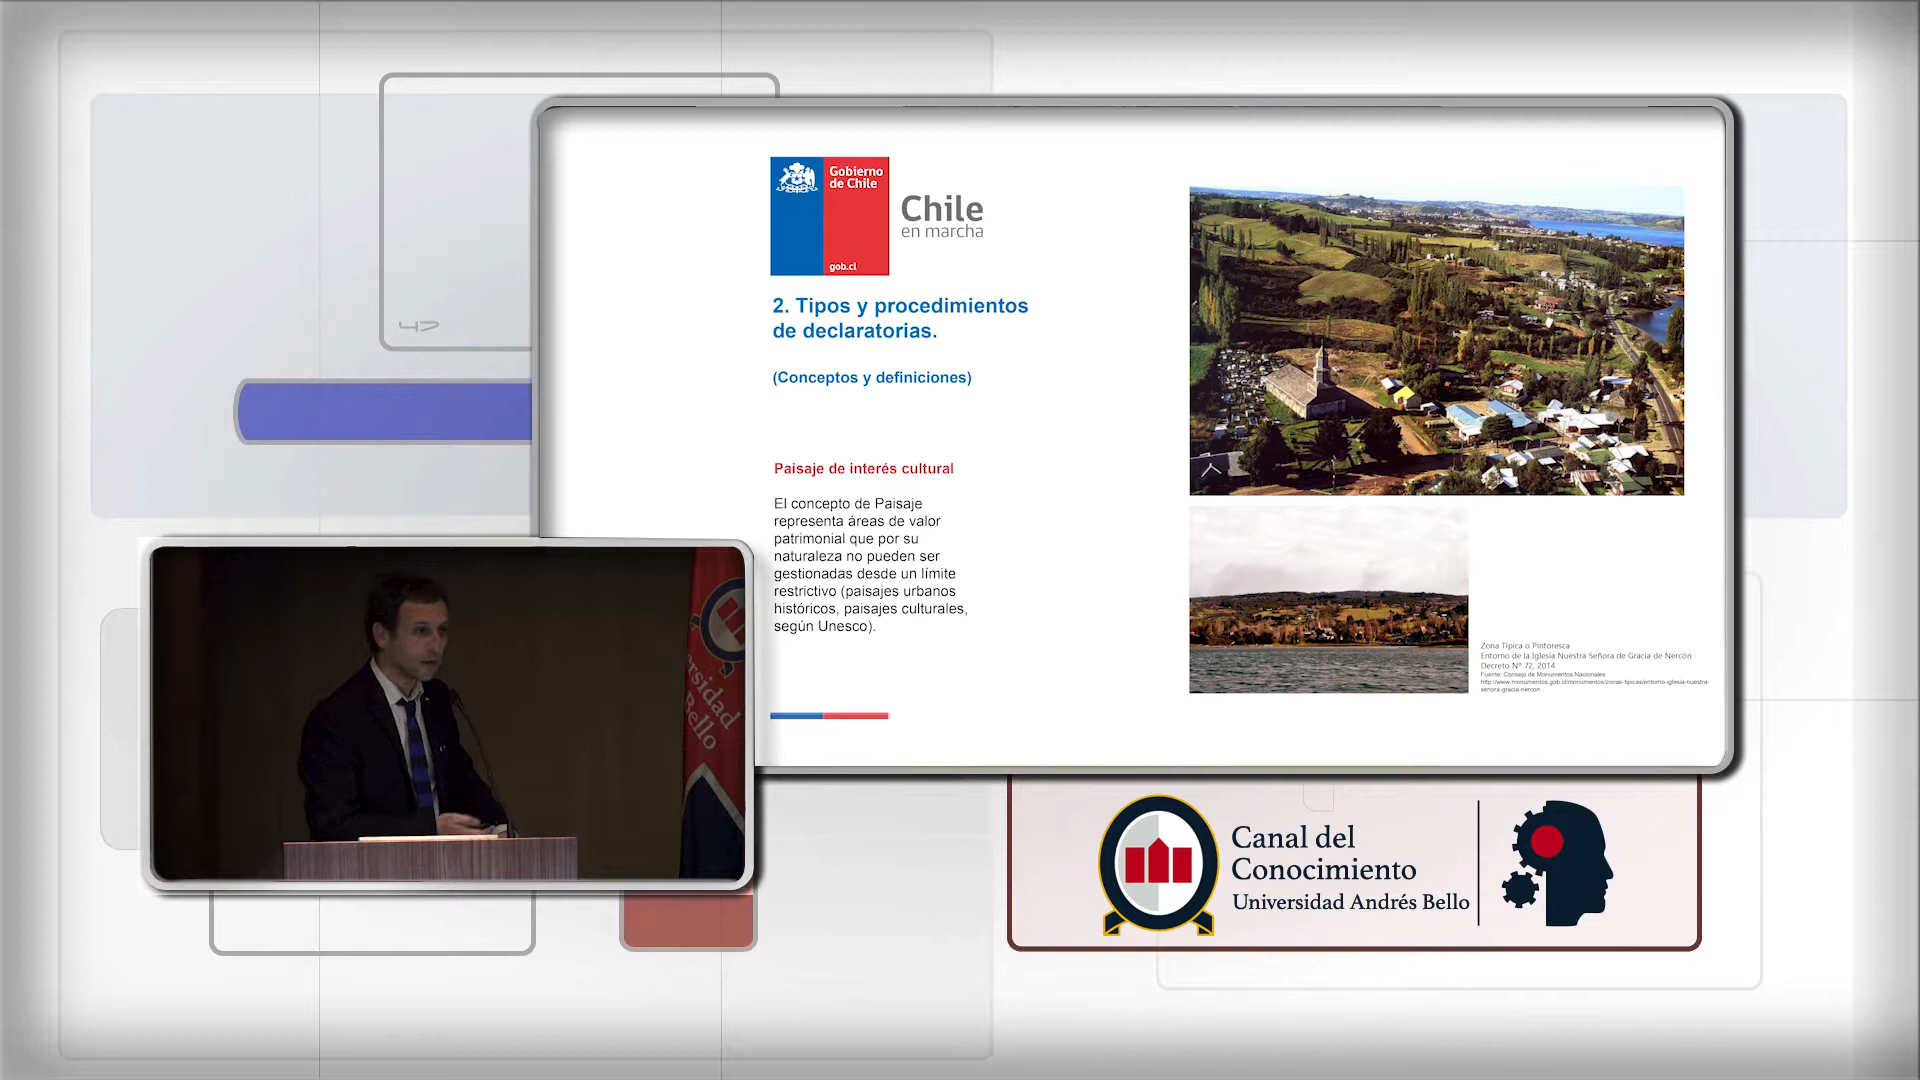 Gobierno
de Chile
Chile
en marcha
gob.cl
2. Tipos y procedimientos
de declaratorias.
(Conceptos y definiciones)
Paisaje de interés cultural
El concepto de Paisaje
representa áreas de valor
patrimonial que por su
naturaleza no pueden ser
gestionadas desde un límite
restrictivo (paisajes urbanos
históricos, paisajes culturales,
según Unesco).
Zona Típica o Pintoresca
Entorno de la Iglesia Nuestra Señora de Gracia de Nercón
Decreto Nº 72, 2014
Fuente: Consejo de Monumentos Nacionales
http://www.monumentos.gob.cl/monumentos/zonas-tipicas/entorno-iglesia-nuestra-
senora-gracia-nercon
ersidad
Bello
Canal del
Conocimiento
Universidad Andrés Bello